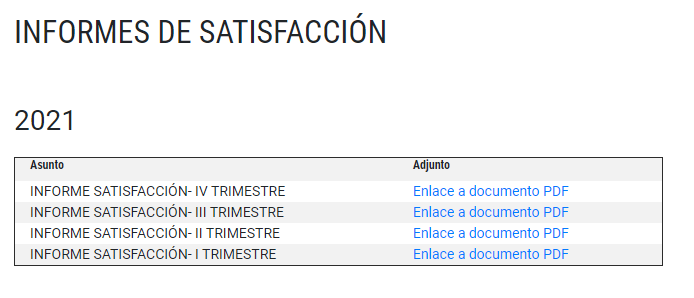 INFORMES DE SATISFACCIÓN
2021
Asunto Adjunto
INFORME SATISFACCIÓN- IV TRIMESTRE Enlace a documento PDF
INFORME SATISFACCIÓN- III TRIMESTRE Enlace a documento PDF
INFORME SATISFACCIÓN- II TRIMESTRE Enlace a documento PDF
INFORME SATISFACCIÓN- I TRIMESTRE Enlace a documento PDF